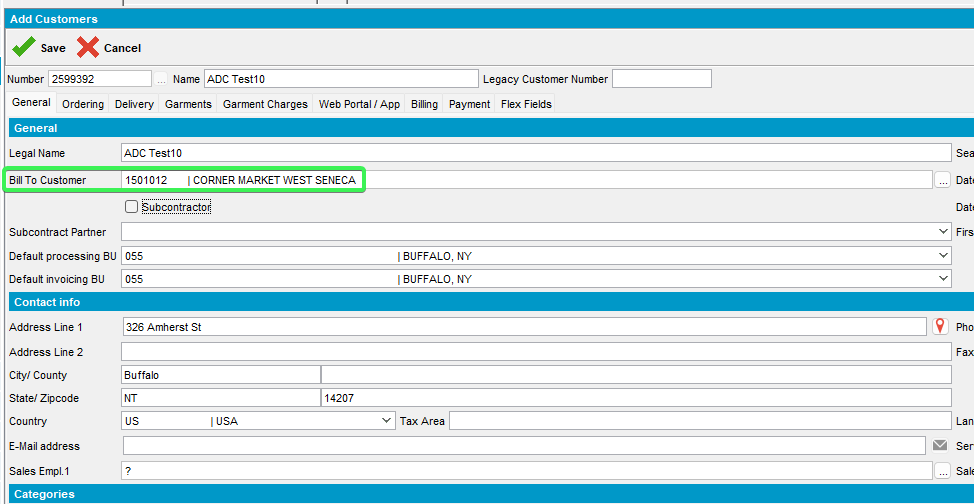 Add Customers
Save Cancel
Number 2599392 ... Name ADC Test10 Legacy Customer Number
General Ordering Delivery Garments Garment Charges Web Portal / App Billing Payment Flex Fields
General
Legal Name ADC Test10 Sea
Bill To Customer 1501012 | CORNER MARKET WEST SENECA ... Date
Subcontractor Date
Subcontract Partner First
Default processing BU 055 | BUFFALO, NY
Default invoicing BU 055 | BUFFALO, NY
Contact info
Address Line 1 326 Amherst St Pho
Address Line 2 Fax
City/ County Buffalo
State/ Zipcode NT 14207
Country US | USA Tax Area Lan
E-Mail address Ser
Sales Empl.1 ? ... Sale
Categories